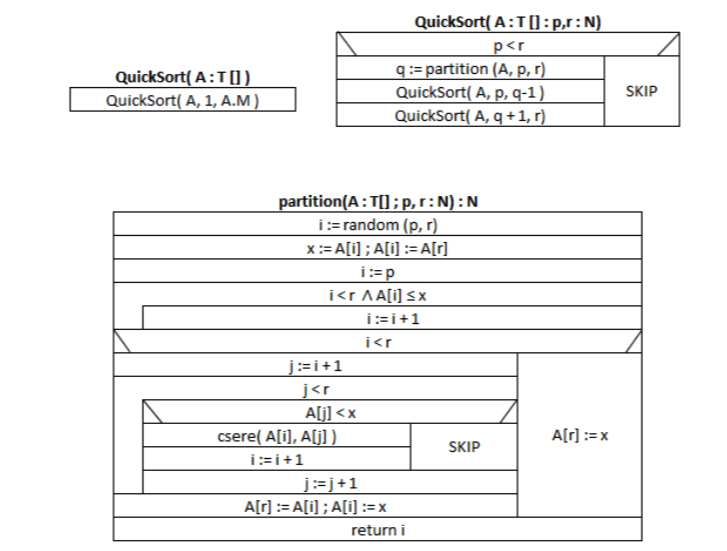 QuickSort( A : T [] : p,r : N)
p < r
q := partition (A, p, r)
QuickSort( A, p, q-1 )
QuickSort( A, q + 1, r)
SKIP
QuickSort( A : T [] )
QuickSort( A, 1, A.M )
partition(A : T[] ; p, r : N) : N
i := random (p, r)
x := A[i] ; A[i] := A[r]
i := p
i < r ∧ A[i] ≤ x
i := i + 1
i < r
j := i + 1
j < r
A[j] < x
csere( A[i], A[j] )
i := i + 1
SKIP
j := j + 1
A[r] := A[i] ; A[i] := x
A[r] := x
return i